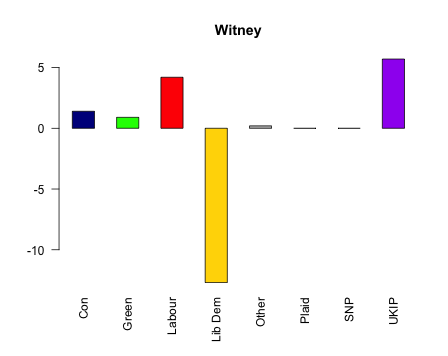 Witney
5
0
-5
-10
Con
Green
Labour
Lib Dem
Other
Plaid
SNP
UKIP